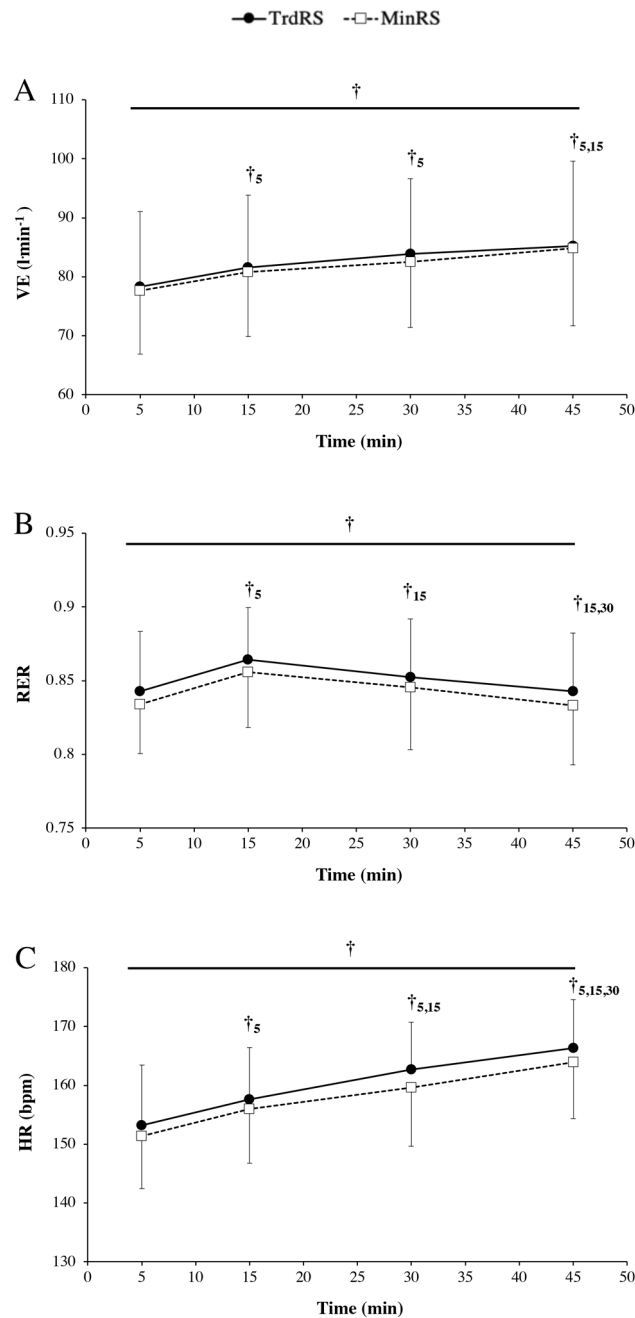 TrdRS MinRS
A
†
110
100
90
80
70
60
VE (l·min-1)
†5
†5
†5,15
0 5 10 15 20 25 30 35 40 45 50
Time (min)
B
†
0.95
0.9
0.85
0.8
0.75
RER
†5
†15
†15,30
0 5 10 15 20 25 30 35 40 45 50
Time (min)
C
†
180
170
160
150
140
130
HR (bpm)
†5
†5,15
†5,15,30
0 5 10 15 20 25 30 35 40 45 50
Time (min)